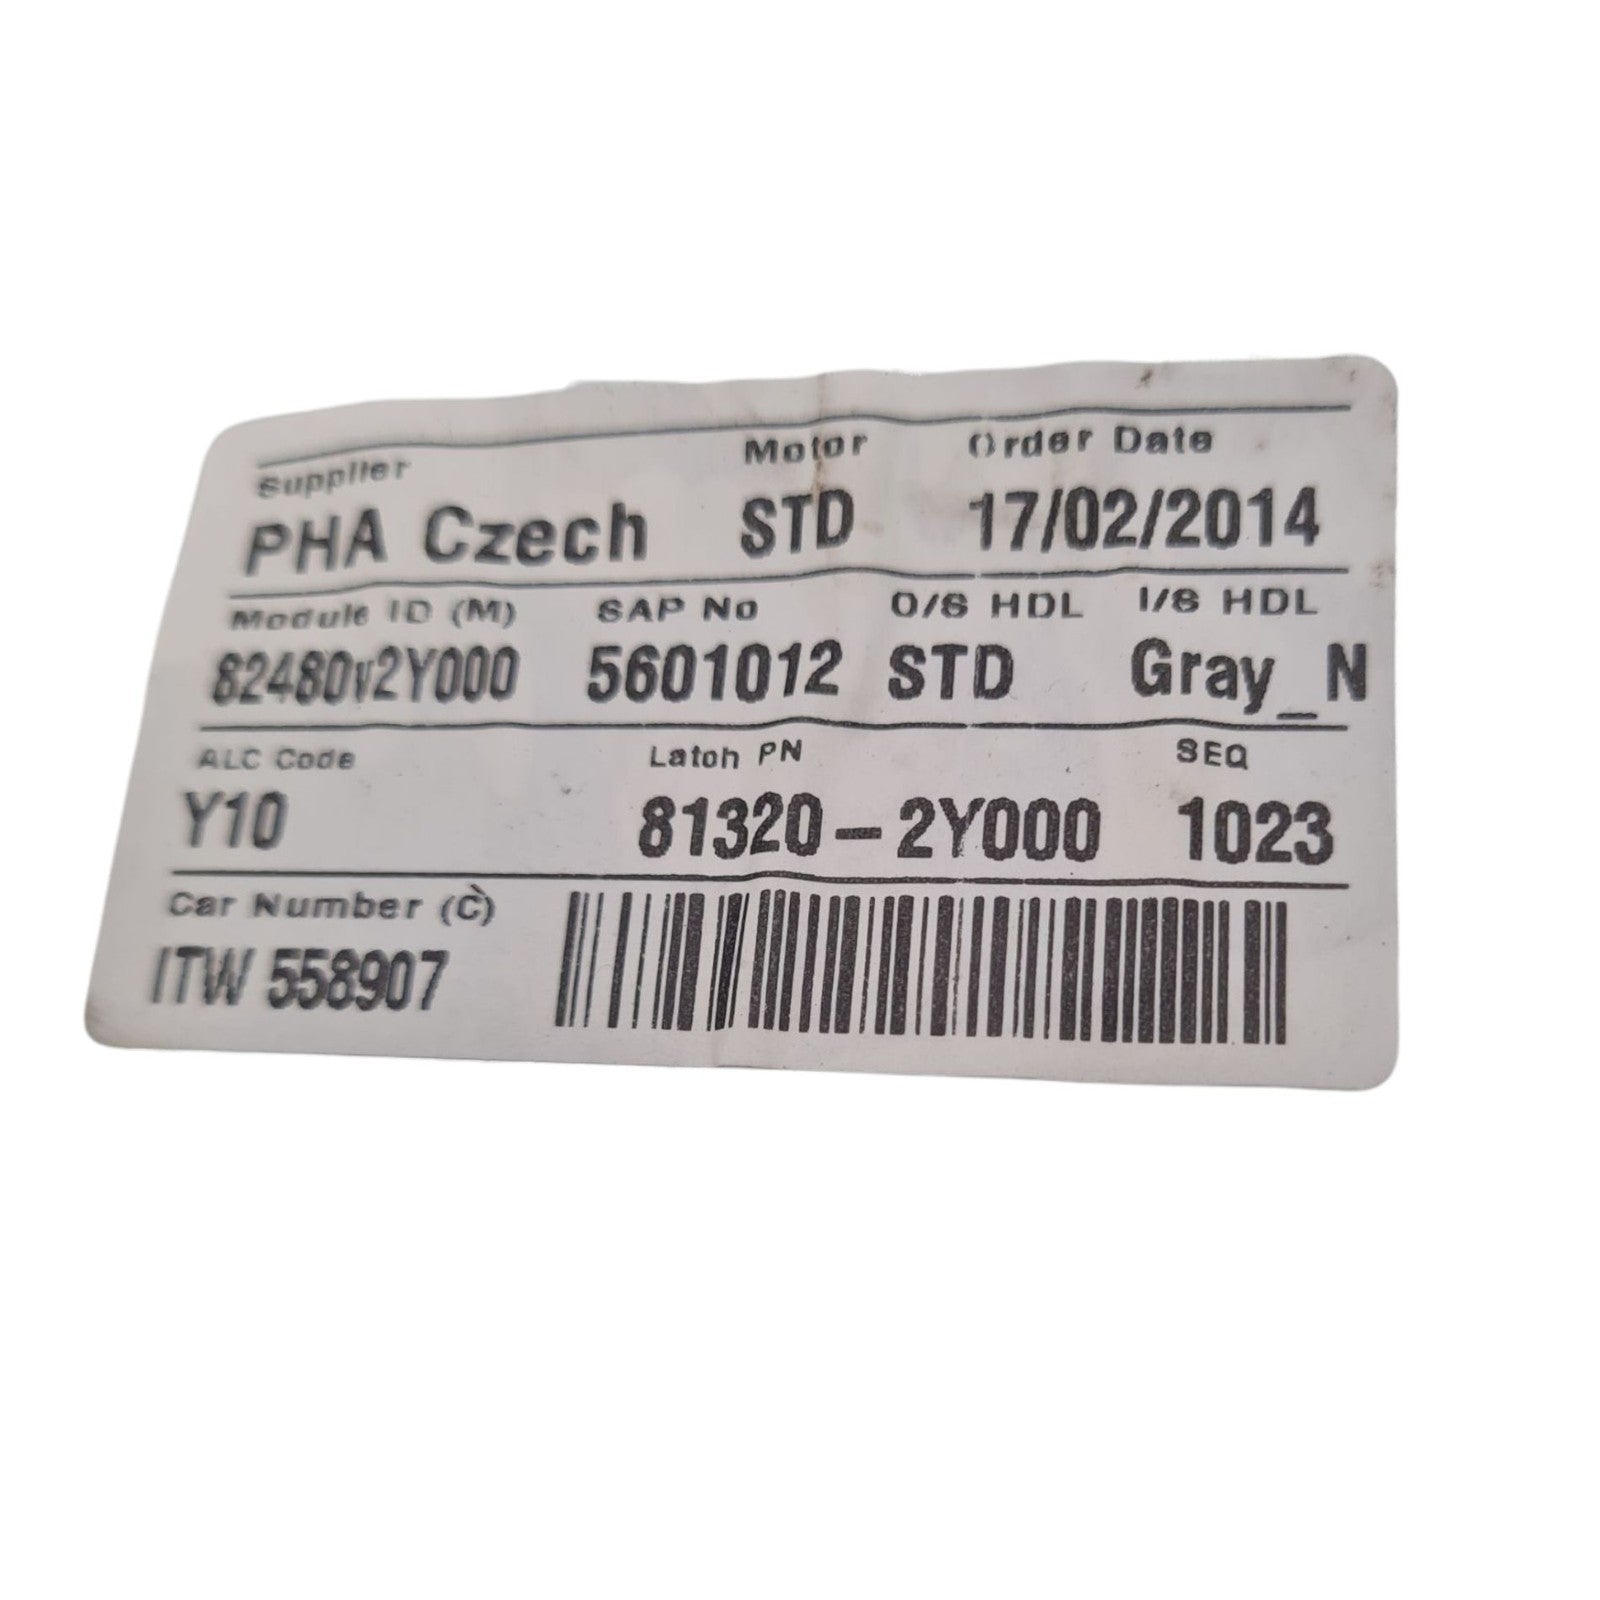 Supplier Motor Order Date
PHA Czech STD 17/02/2014
Module ID (M) SAP No O/S HDL I/S HDL
82480v2Y000 5601012 STD Gray_N
ALC Code Latch PN SEQ
Y10 81320-2Y000 1023
Car Number (C)
ITW 558907